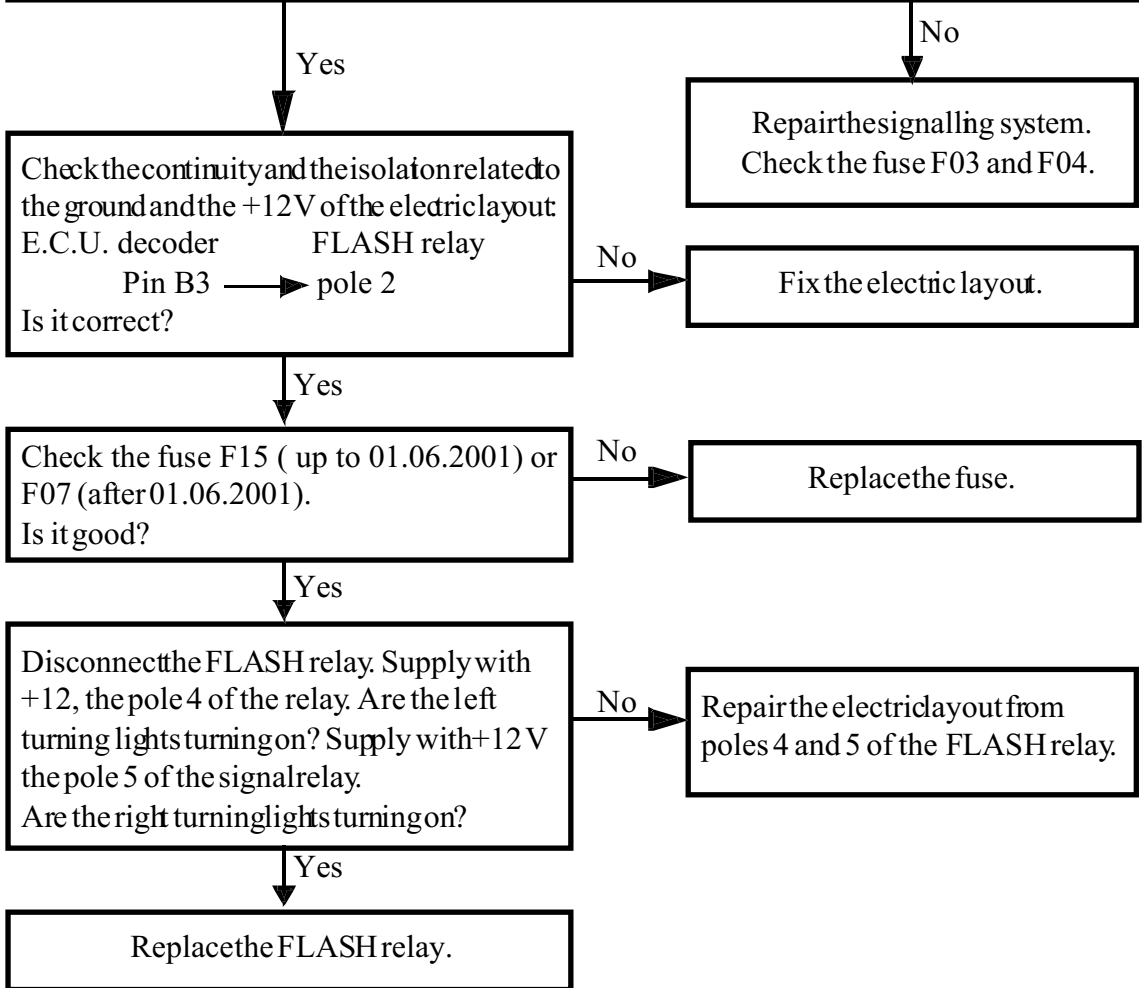 No
Yes
Repair the signalling system.
Check the fuse F03 and F04.
Check the continuity and the isolation related to
the ground and the +12V of the electric layout:
E.C.U. decoder FLASH relay
Pin B3 pole 2
Is it correct?
No
Fix the electric layout.
Yes
Check the fuse F15 ( up to 01.06.2001) or
F07 (after 01.06.2001).
Is it good?
No
Replace the fuse.
Yes
Disconnect the FLASH relay. Supply with
+12, the pole 4 of the relay. Are the left
turning lights turning on? Supply with +12 V
the pole 5 of the signal relay.
Are the right turning lights turning on?
No
Repair the electric layout from
poles 4 and 5 of the FLASH relay.
Yes
Replace the FLASH relay.